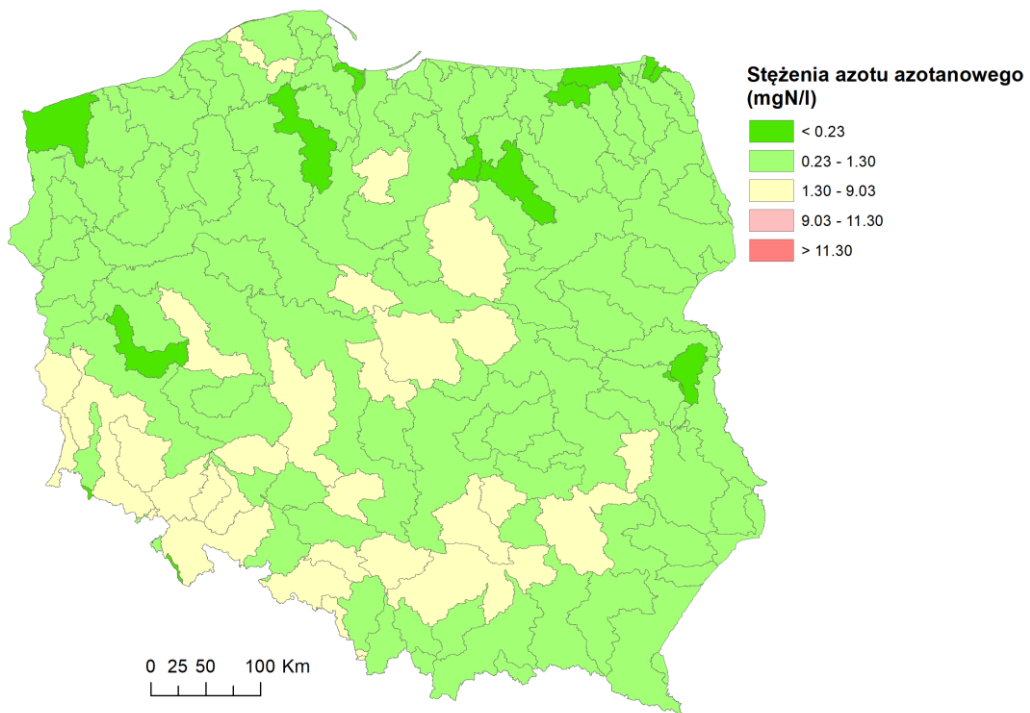 Stężenia azotu azotanowego
(mgN/l)
< 0.23
0.23 - 1.30
1.30 - 9.03
9.03 - 11.30
> 11.30
0 25 50 100 Km